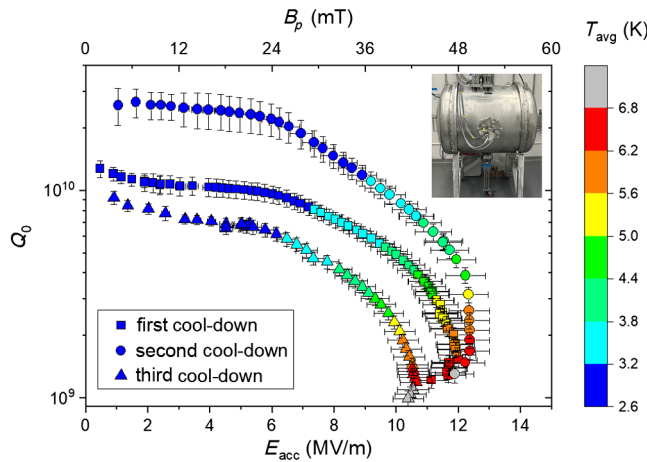 B_p (mT)
0 12 24 36 48 60
T_avg (K)
Q_0
10^10
10^9
6.8
6.2
5.6
5.0
4.4
3.8
3.2
2.6
first cool-down
second cool-down
third cool-down
0 2 4 6 8 10 12 14
E_acc (MV/m)